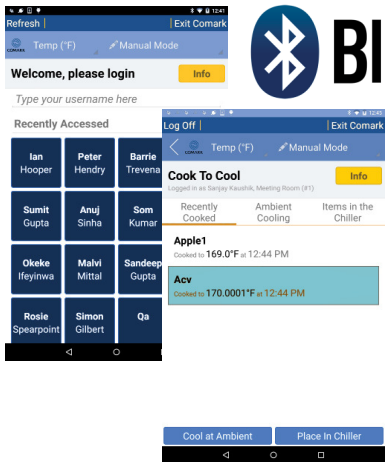 12:41
Refresh | | Exit Comark
COMARK Temp (°F) Manual Mode
Welcome, please login Info
Type your username here
Recently Accessed
Ian Hooper
Peter Hendry
Barrie Trevena
Sumit Gupta
Anuj Sinha
Som Kumar
Okeke Ifeyinwa
Malvi Mittal
Sandeep Gupta
Rosie Spearpoint
Simon Gilbert
Qa
Bl
12:45
Log Off | | Exit Comark
COMARK Temp (°F) Manual Mode
Cook To Cool Info
Logged in as Sanjay Kaushik, Meeting Room (#1)
Recently Cooked
Ambient Cooling
Items in the Chiller
Apple1
Cooked to 169.0°F at 12:44 PM
Acv
Cooked to 170.0001°F at 12:44 PM
Cool at Ambient Place In Chiller